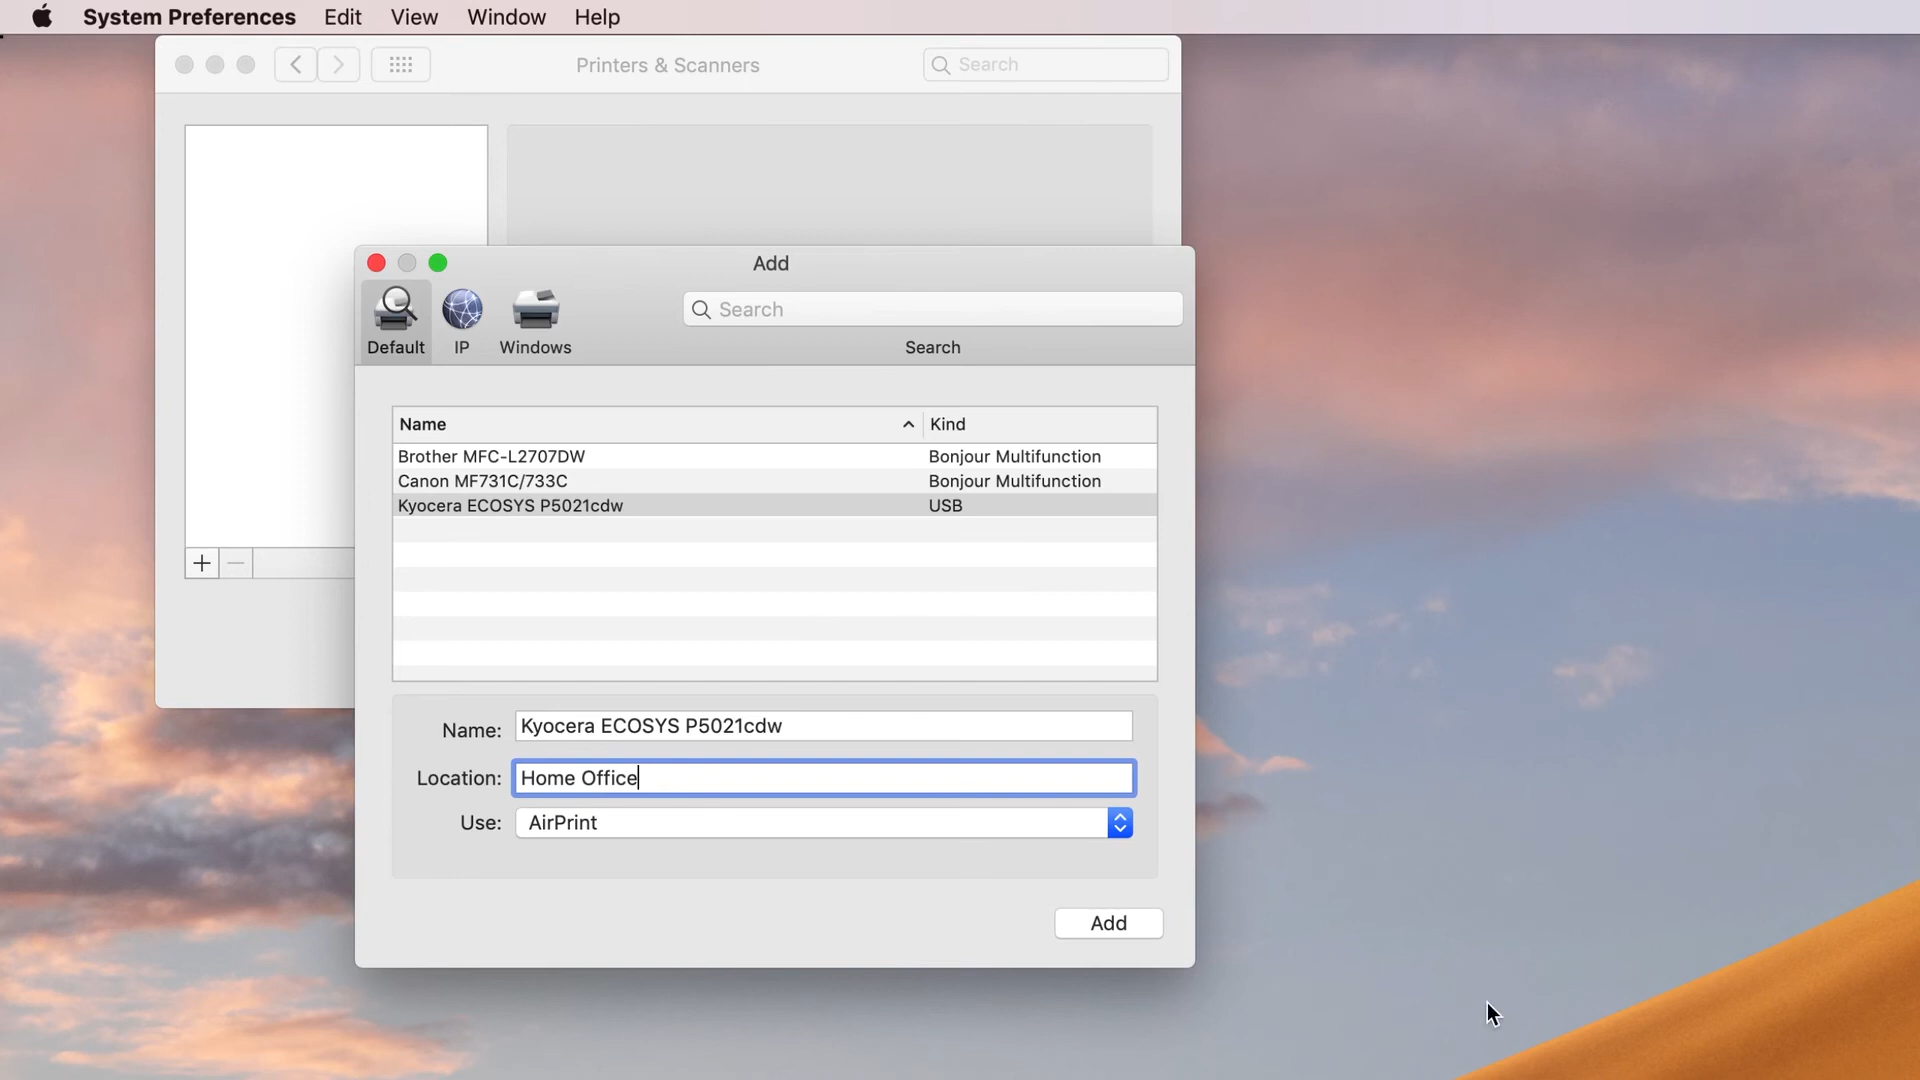 System Preferences Edit View Window Help
Printers & Scanners Search
Add
Search
Default IP Windows Search
Name Kind
Brother MFC-L2707DW Bonjour Multifunction
Canon MF731C/733C Bonjour Multifunction
Kyocera ECOSYS P5021cdw USB
Name: Kyocera ECOSYS P5021cdw
Location: Home Office
Use: AirPrint
Add